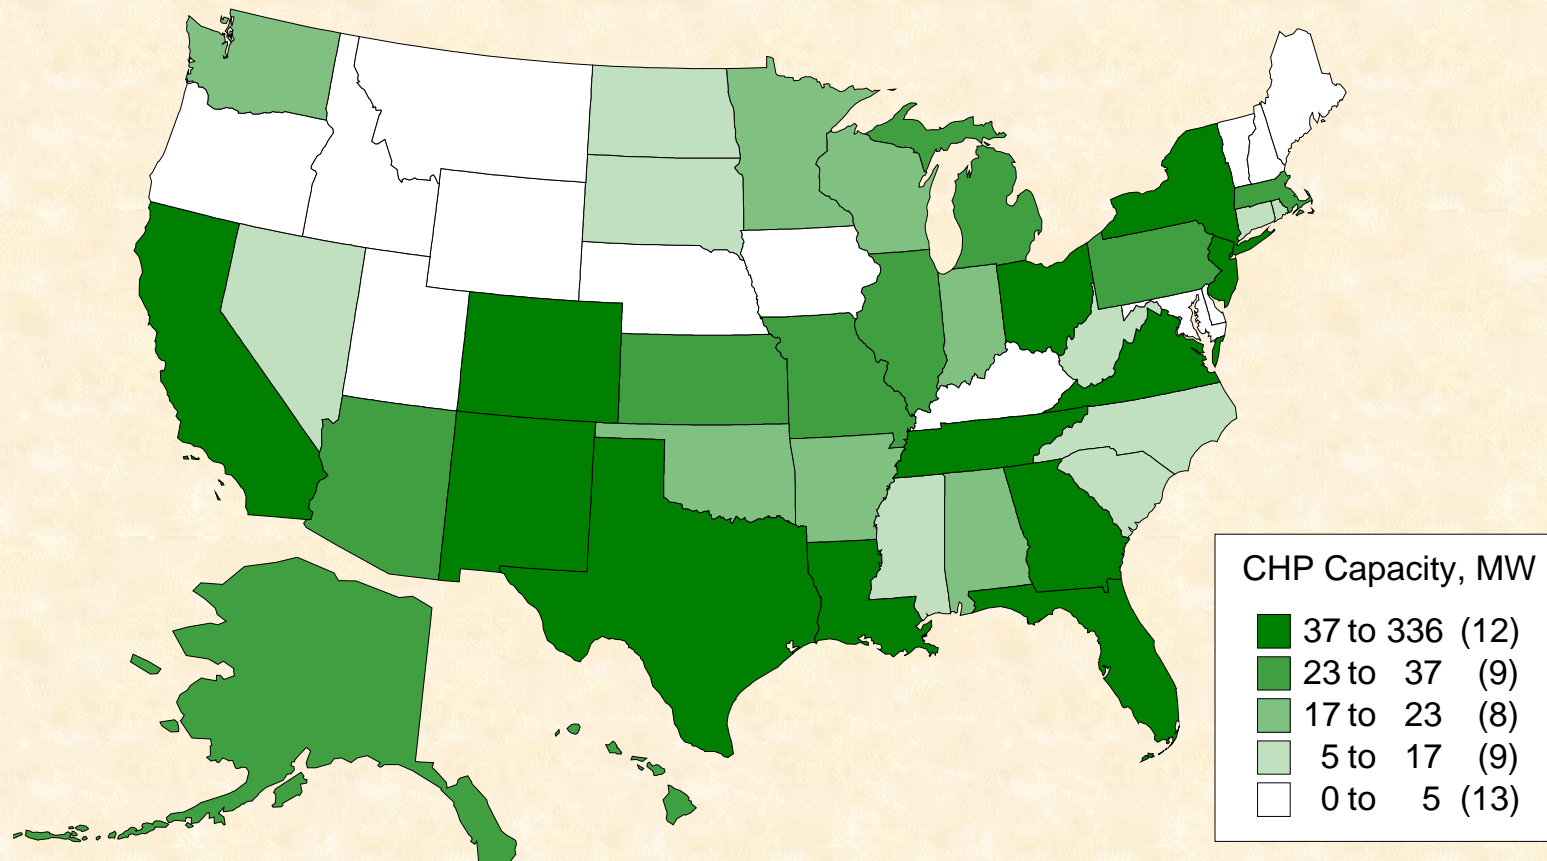 CHP Capacity, MW
37 to 336 (12)
23 to 37 (9)
17 to 23 (8)
5 to 17 (9)
0 to 5 (13)